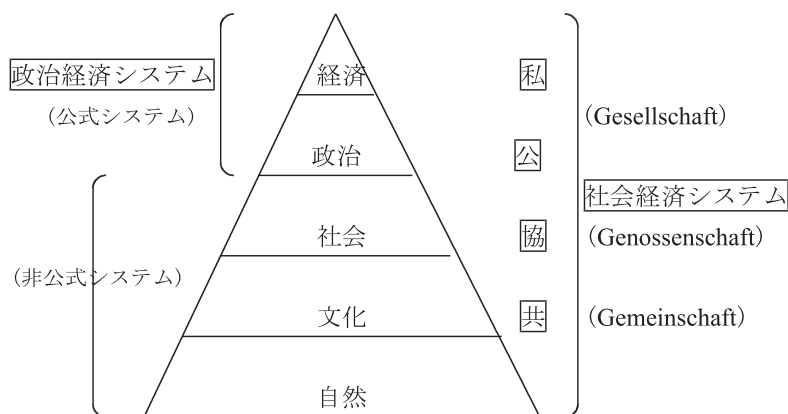 経済
私
政治経済システム
(公式システム)
(Gesellschaft)
政治
公
社会経済システム
社会
協
(Genossenschaft)
(非公式システム)
文化
共
(Gemeinschaft)
自然